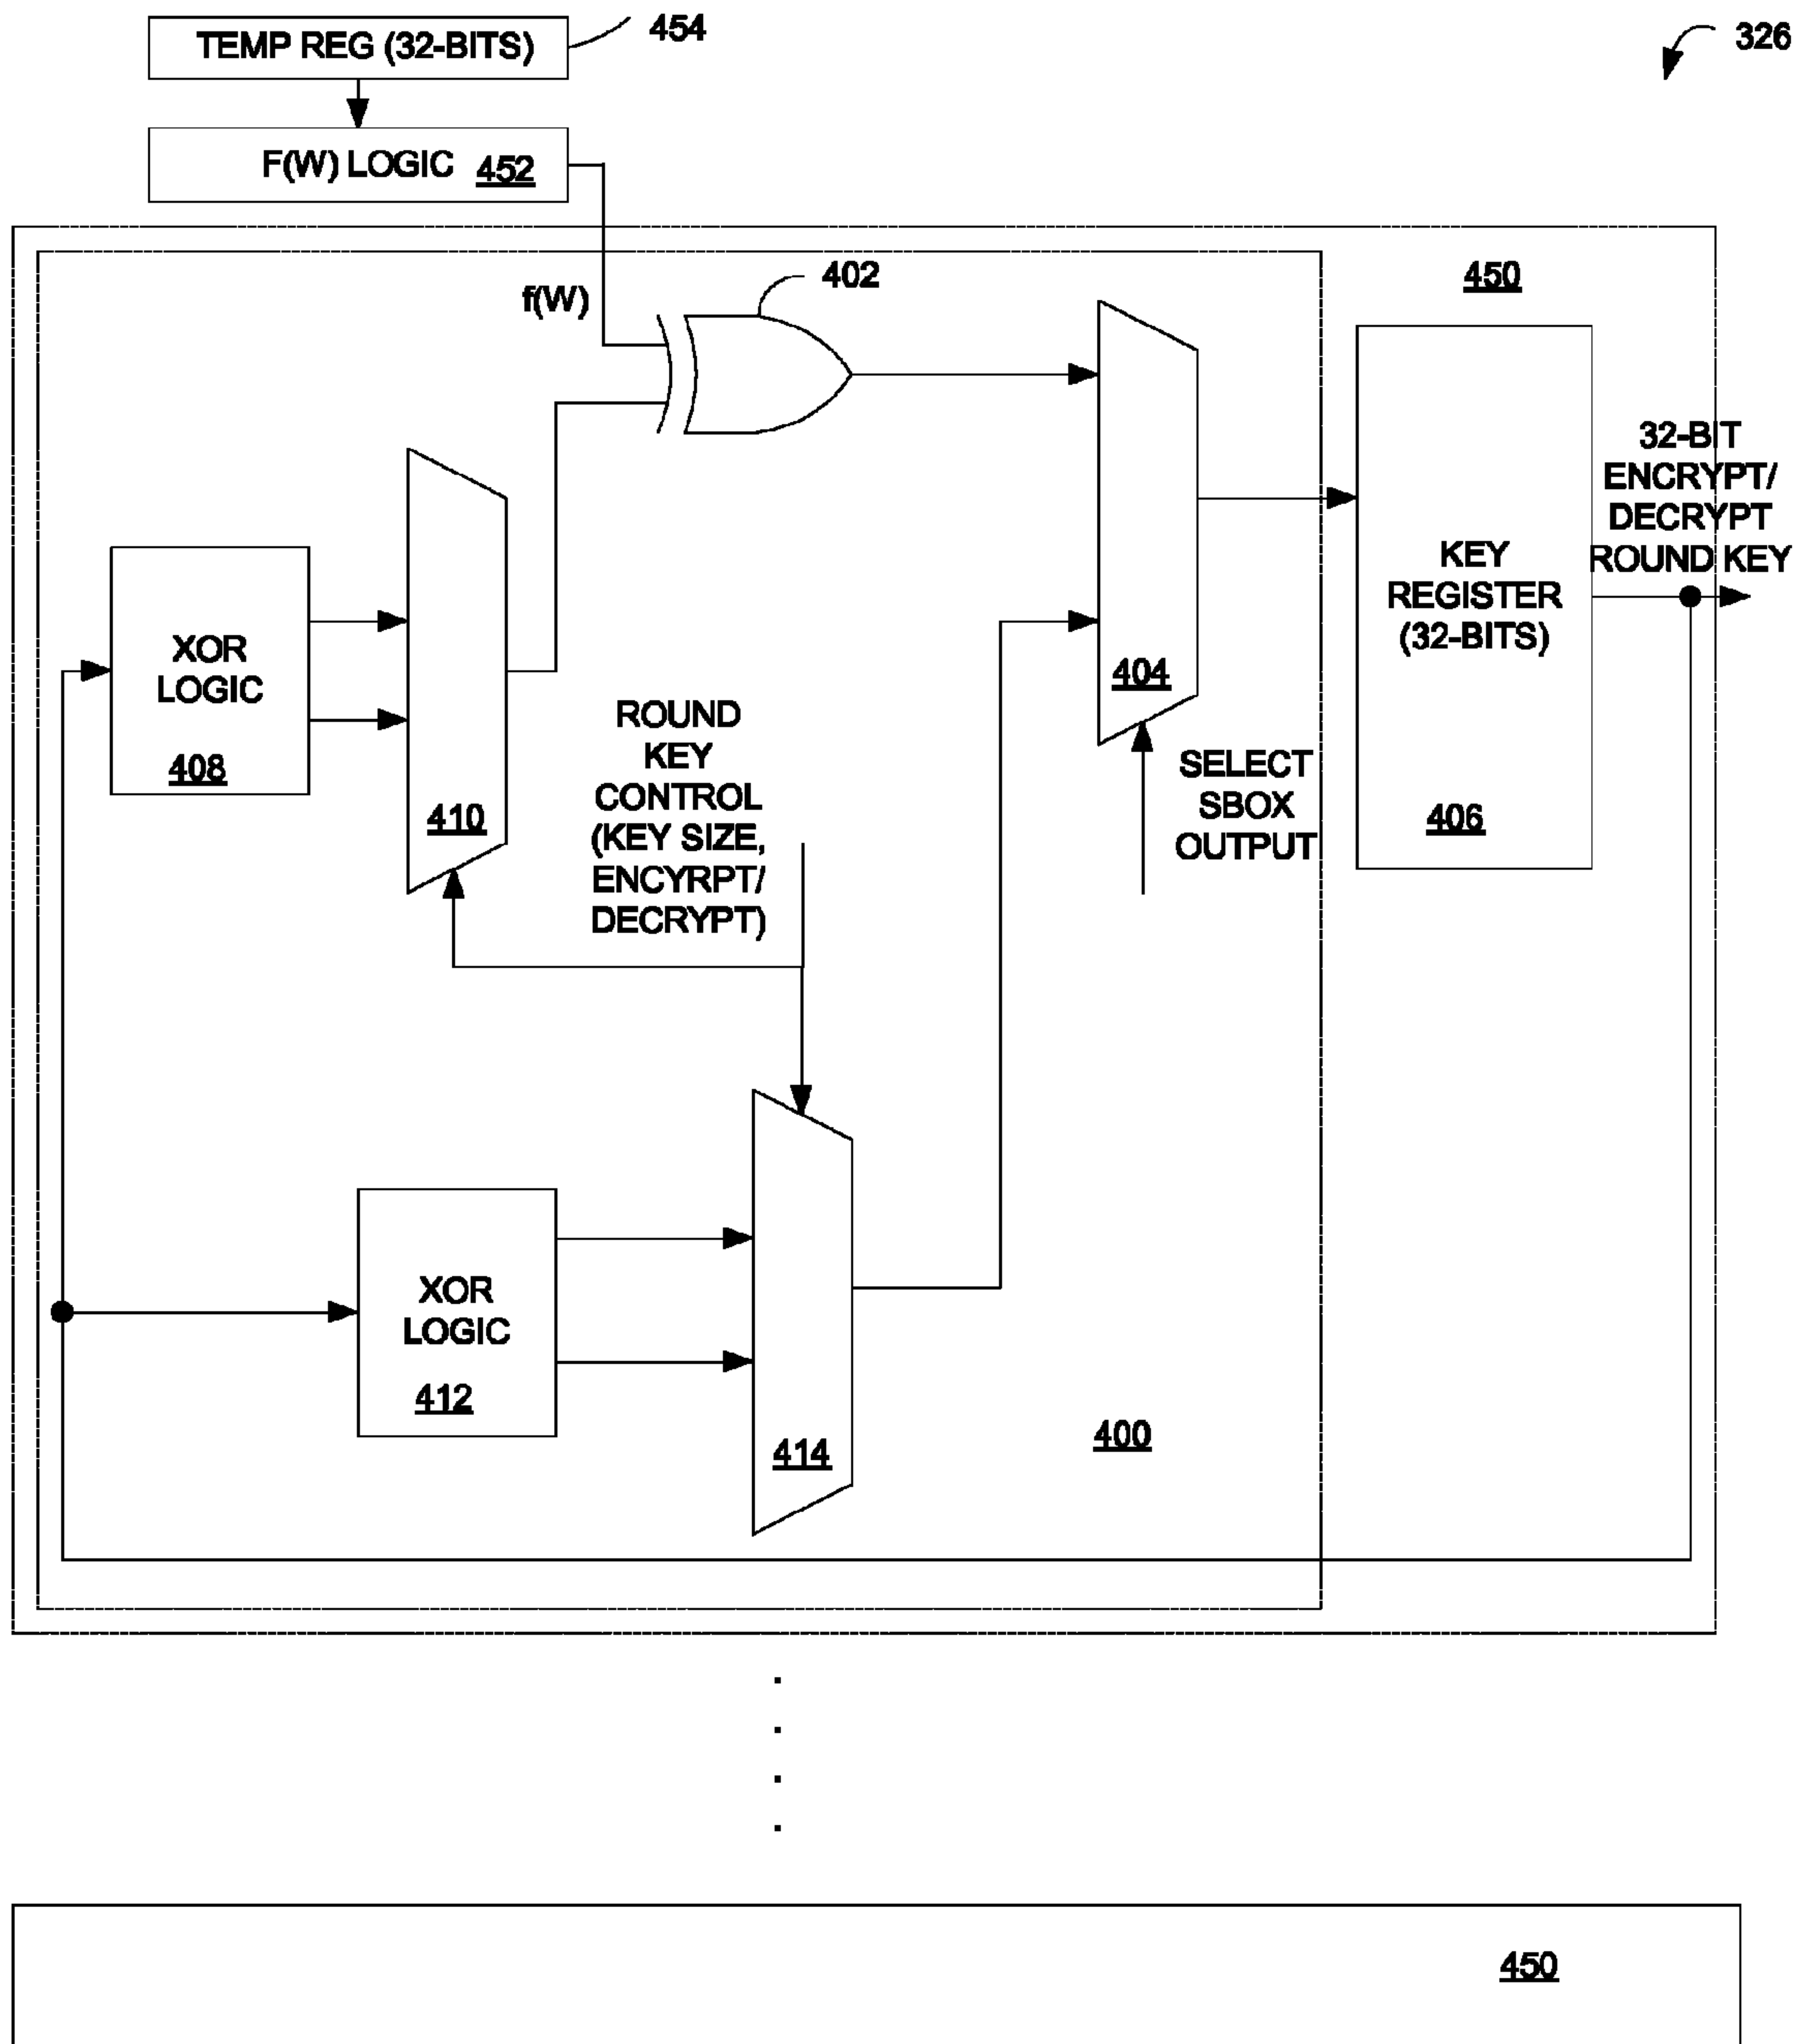 TEMP REG (32-BITS)
454
326
F(W) LOGIC 452
450
402
f(W)
32-BIT
ENCRYPT/
DECRYPT
ROUND KEY
KEY
REGISTER
(32-BITS)
406
XOR
LOGIC
408
410
404
ROUND
KEY
CONTROL
(KEY SIZE,
ENCYRPT/
DECRYPT)
SELECT
SBOX
OUTPUT
XOR
LOGIC
412
414
400
450